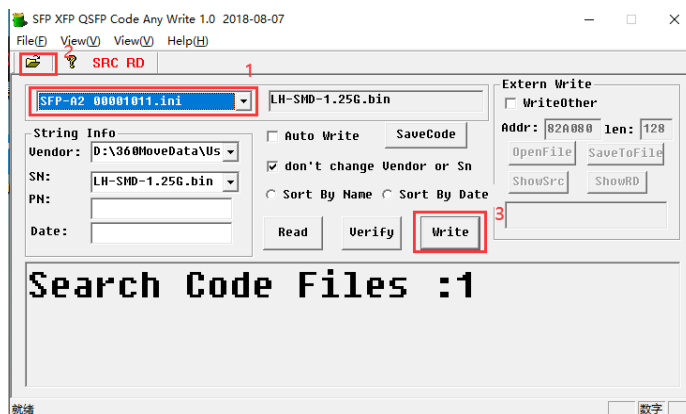 SFP XFP QSFP Code Any Write 1.0 2018-08-07
File(F) View(V) View(V) Help(H)
2
SRC RD
1
SFP-A2 00001011.ini
LH-SMD-1.25G.bin
Extern Write
WriteOther
Addr: 82A080 len: 128
OpenFile SaveToFile
ShowSrc ShowRD
String Info
Vendor: D:\360MoveData\Us
SN: LH-SMD-1.25G.bin
PN:
Date:
Auto Write SaveCode
don't change Vendor or Sn
Sort By Name Sort By Date
3
Read Verify Write
Search Code Files :1
就绪 数字